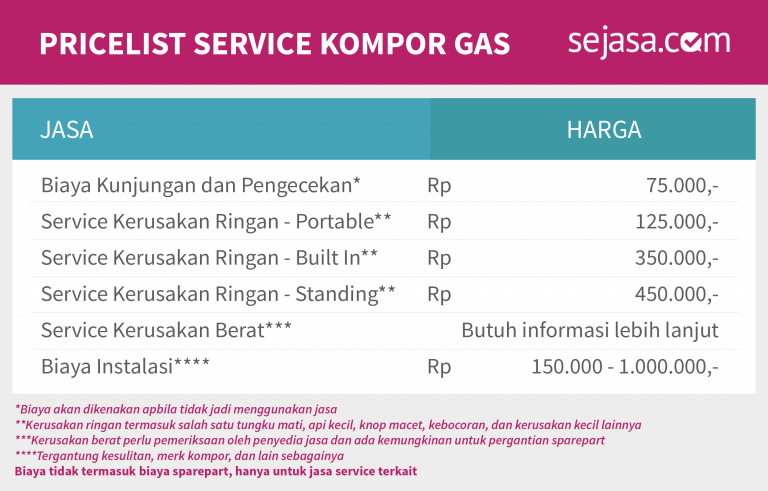 PRICELIST SERVICE KOMPOR GAS sejasa.com
JASA HARGA
Biaya Kunjungan dan Pengecekan* Rp 75.000,-
Service Kerusakan Ringan - Portable** Rp 125.000,-
Service Kerusakan Ringan - Built In** Rp 350.000,-
Service Kerusakan Ringan - Standing** Rp 450.000,-
Service Kerusakan Berat*** Butuh informasi lebih lanjut
Biaya Instalasi**** Rp 150.000 - 1.000.000,-
*Biaya akan dikenakan apbila tidak jadi menggunakan jasa
**Kerusakan ringan termasuk salah satu tungku mati, api kecil, knop macet, kebocoran, dan kerusakan kecil lainnya
***Kerusakan berat perlu pemeriksaan oleh penyedia jasa dan ada kemungkinan untuk pergantian sparepart
****Tergantung kesulitan, merk kompor, dan lain sebagainya
Biaya tidak termasuk biaya sparepart, hanya untuk jasa service terkait